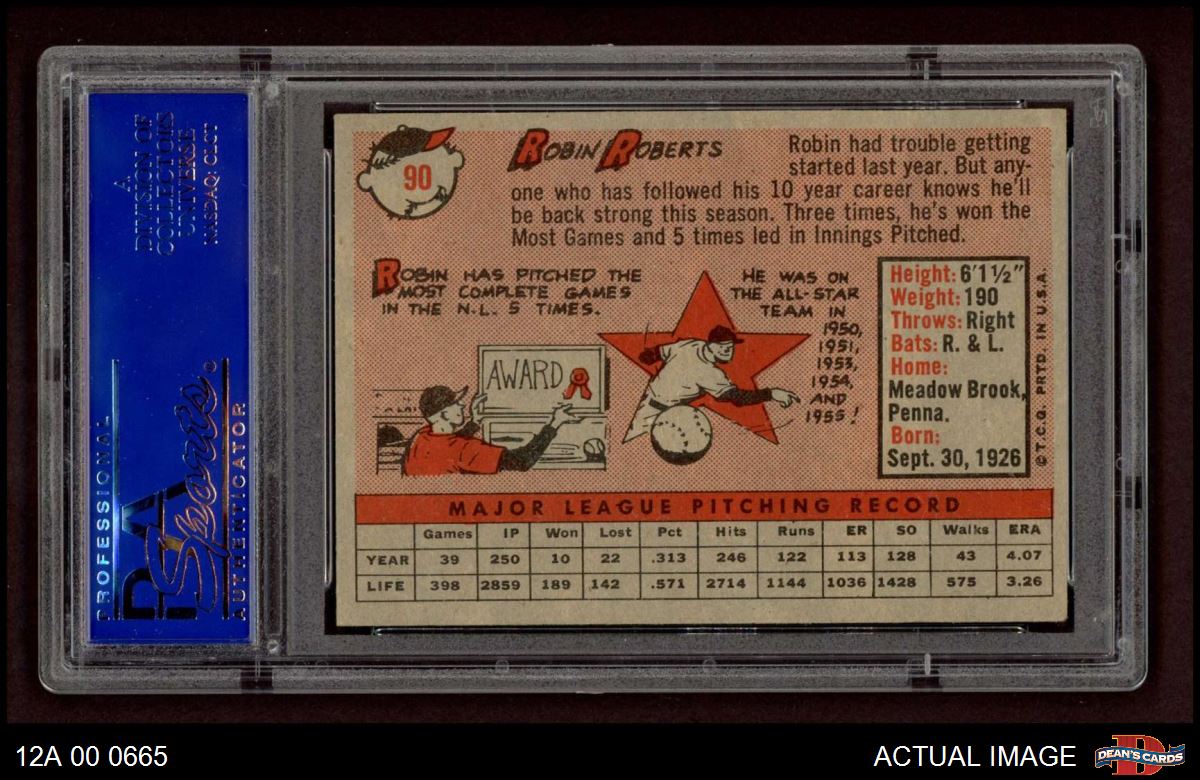 A
DIVISION OF
COLLECTORS
UNIVERSE
NASDAQ: CLCT
PROFESSIONAL
PSA
Sports
AUTHENTICATOR
90
ROBIN ROBERTS
Robin had trouble getting
started last year. But any-
one who has followed his 10 year career knows he'll
be back strong this season. Three times, he's won the
Most Games and 5 times led in Innings Pitched.
ROBIN HAS PITCHED THE
MOST COMPLETE GAMES
IN THE N.L. 5 TIMES.
AWARD
HE WAS ON
THE ALL-STAR
TEAM IN
1950,
1951,
1953,
1954,
AND
1955!
Height: 6'1½"
Weight: 190
Throws: Right
Bats: R. & L.
Home:
Meadow Brook,
Penna.
Born:
Sept. 30, 1926
©T.C.G. PRTD. IN U.S.A.
MAJOR LEAGUE PITCHING RECORD
Games IP Won Lost Pct Hits Runs ER SO Walks ERA
YEAR 39 250 10 22 .313 246 122 113 128 43 4.07
LIFE 398 2859 189 142 .571 2714 1144 1036 1428 575 3.26
12A 00 0665
ACTUAL IMAGE
D
DEAN'S CARDS